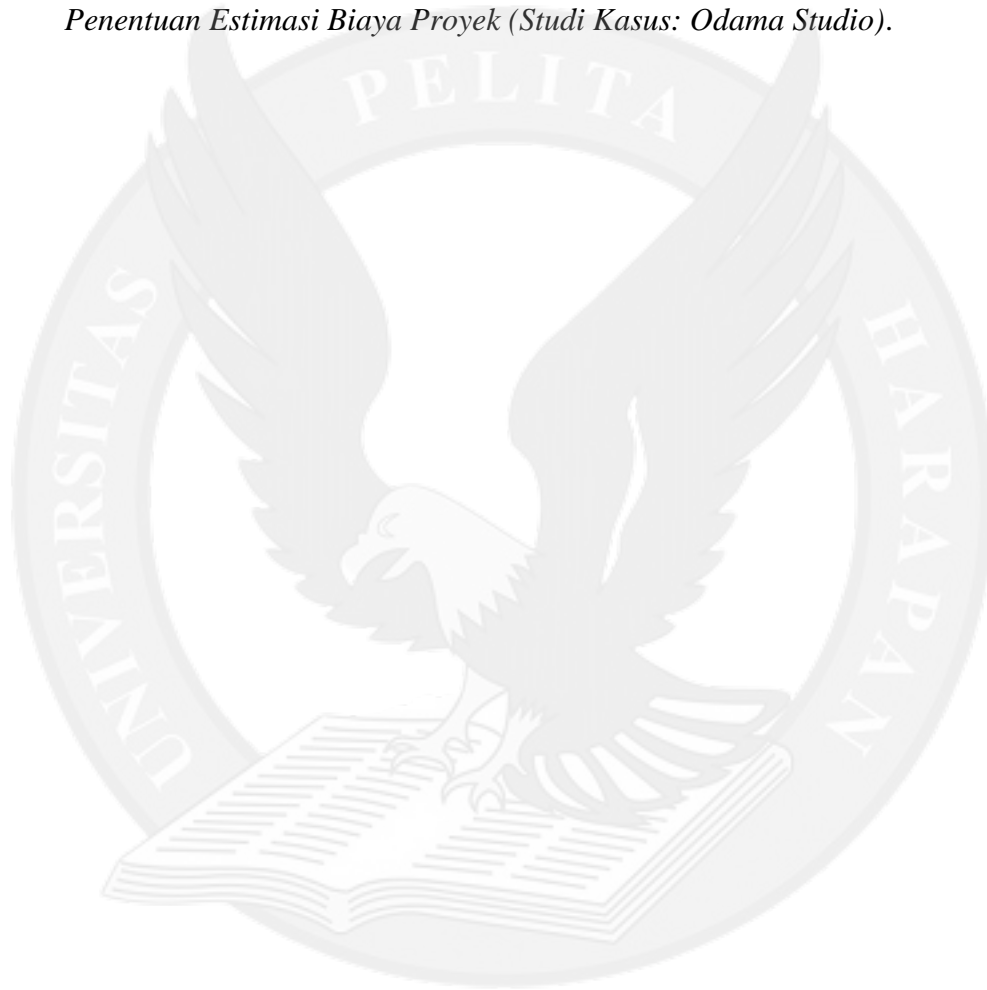 Penentuan Estimasi Biaya Proyek (Studi Kasus: Odama Studio).
UNIVERSITAS PELITA HARAPAN